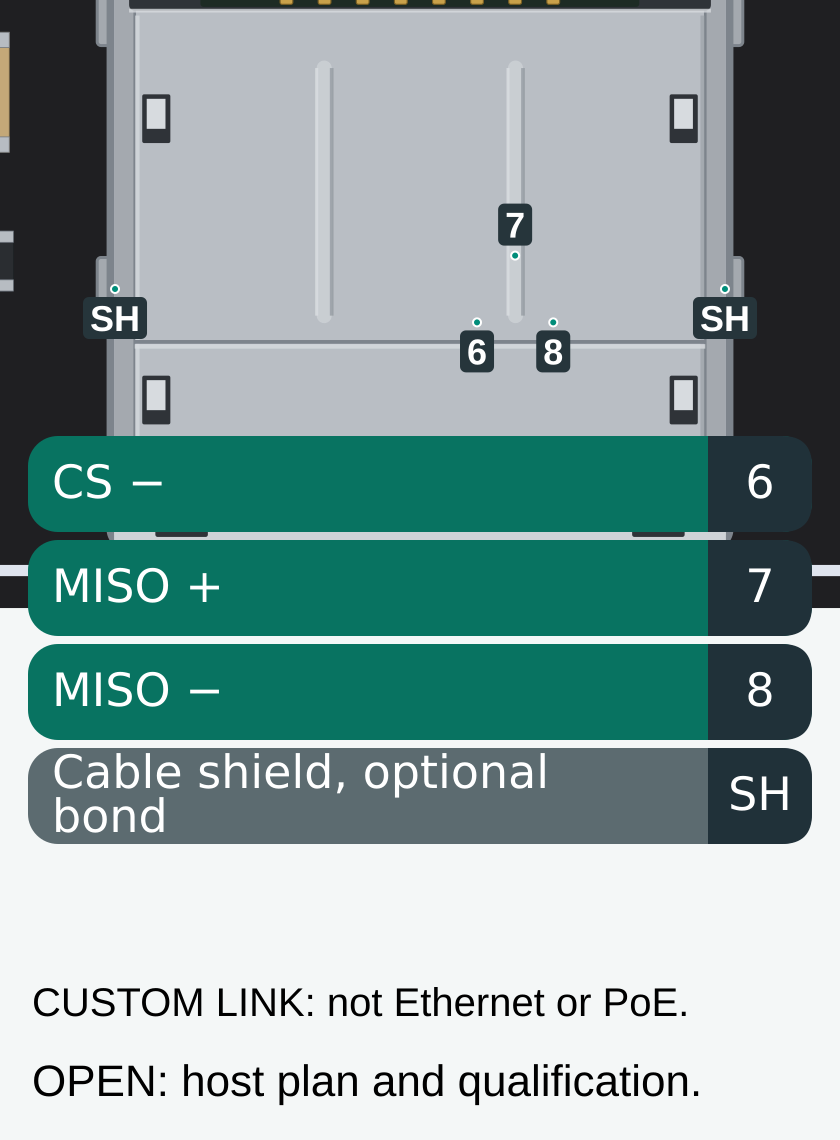 7
SH
SH
6
8
CS − 6
MISO + 7
MISO − 8
Cable shield, optional
bond
SH
CUSTOM LINK: not Ethernet or PoE.
OPEN: host plan and qualification.